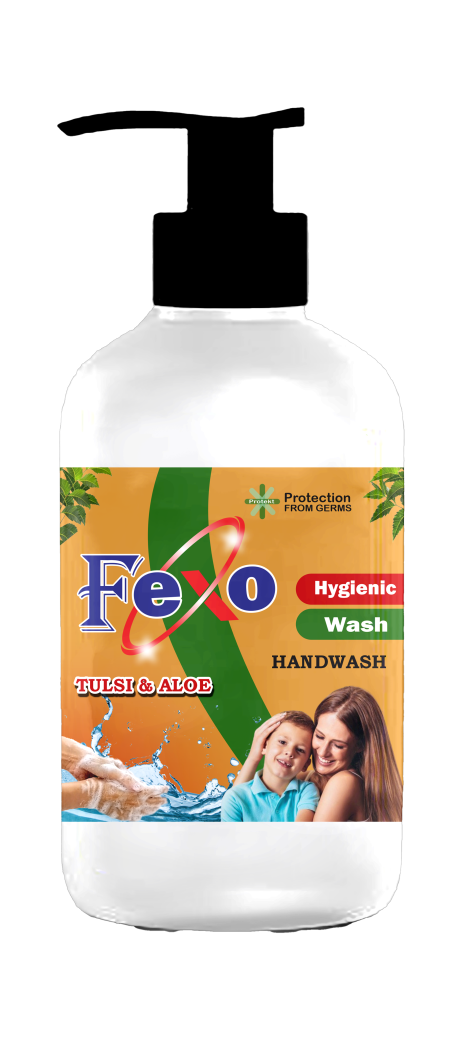 Protekt
Protection
FROM GERMS
Fexo
Hygienic
Wash
HANDWASH
TULSI & ALOE